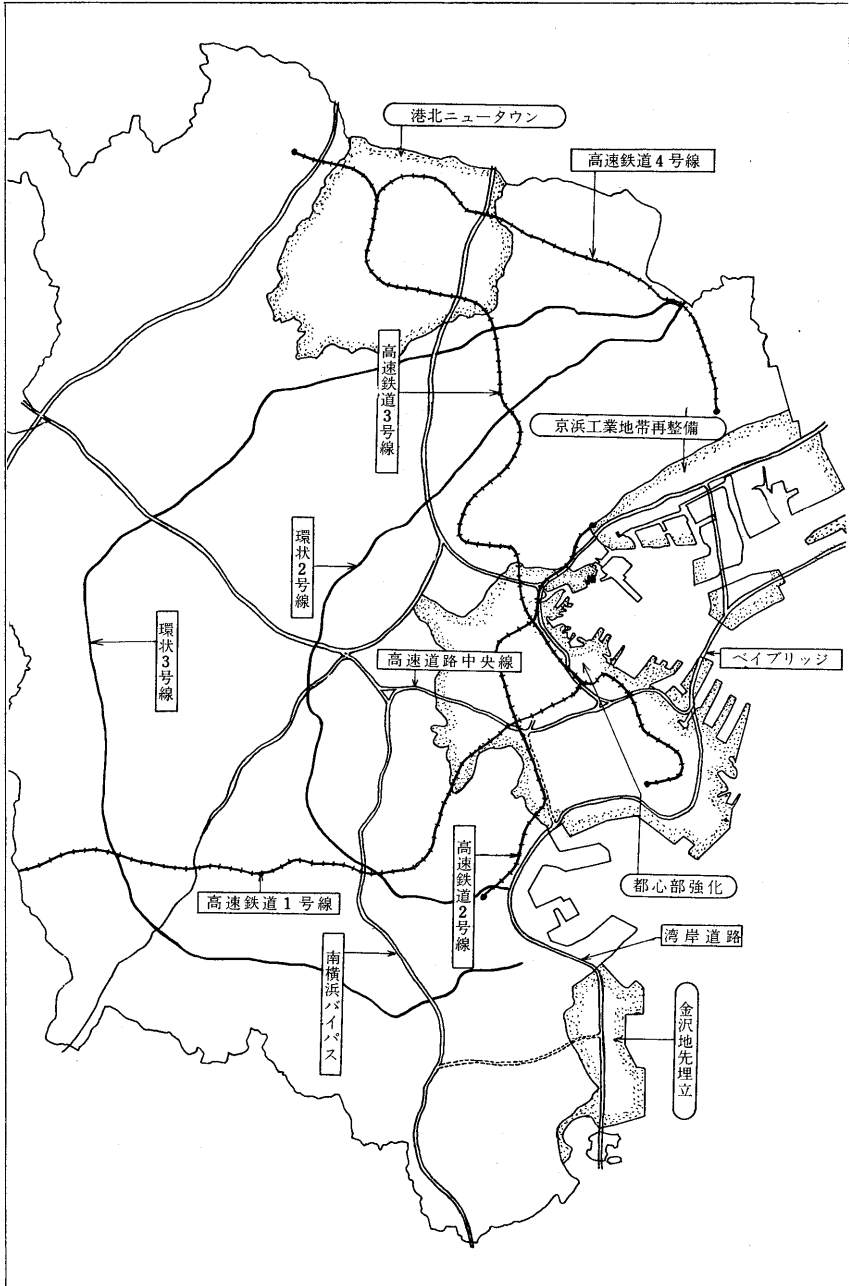 港北ニュータウン
高速鉄道4号線
高速鉄道3号線
京浜工業地帯再整備
環状2号線
環状3号線
高速道路中央線
ベイブリッジ
高速鉄道2号線
都心部強化
高速鉄道1号線
湾岸道路
南横浜バイパス
金沢地先埋立